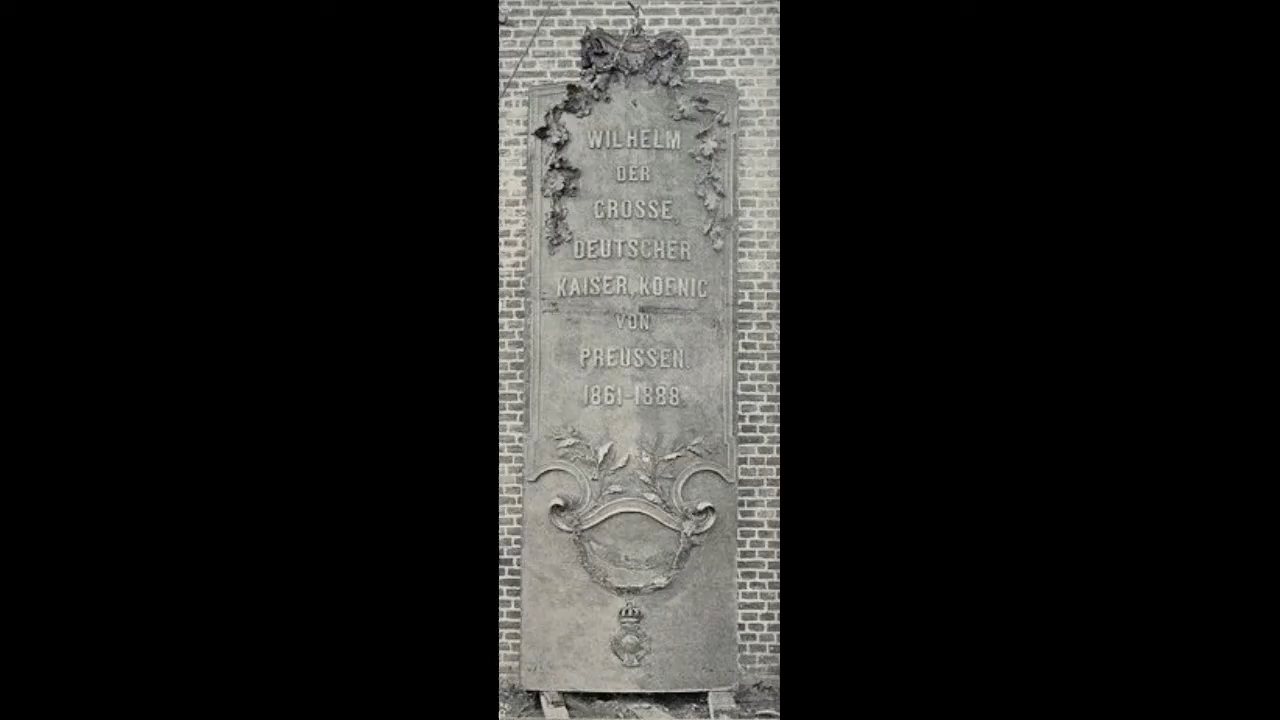 WILHELM
DER
GROSSE,
DEUTSCHER
KAISER, KOENIG
VON
PREUSSEN.
1861-1888.